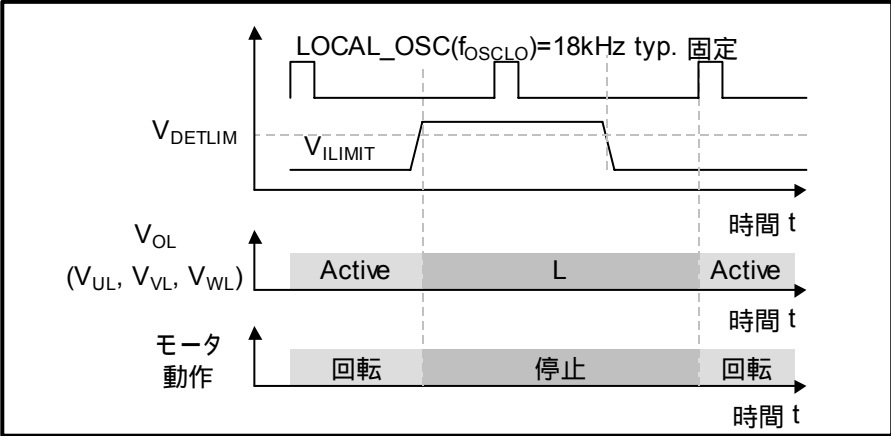 LOCAL_OSC(fOSCLO)=18kHz typ. 固定
VDETLIM
VILIMIT
時間 t
VOL
(VUL, VVL, VWL)
Active L Active
時間 t
モータ
動作
回転 停止 回転
時間 t